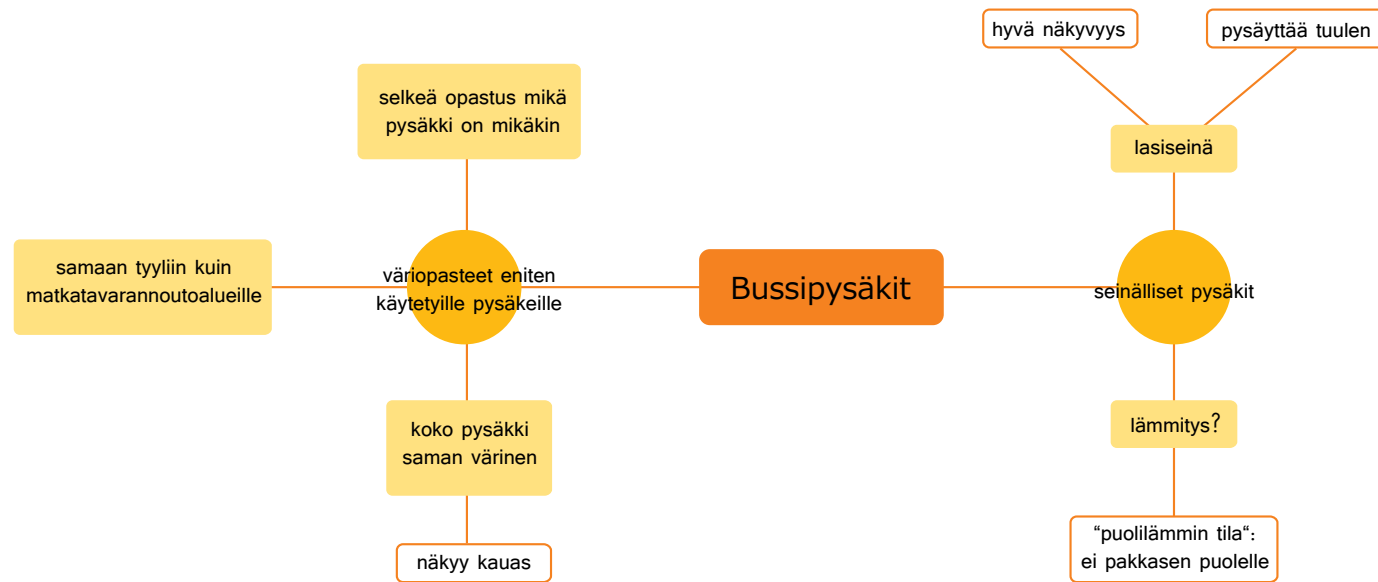 hyvä näkyvyys
pysäyttää tuulen
selkeä opastus mikä
pysäkki on mikäkin
lasiseinä
samaan tyyliin kuin
matkatavarannoutoalueille
väriopasteet eniten
käytetyille pysäkeille
Bussipysäkit
seinälliset pysäkit
koko pysäkki
saman värinen
lämmitys?
näkyy kauas
“puolilämmin tila“:
ei pakkasen puolelle